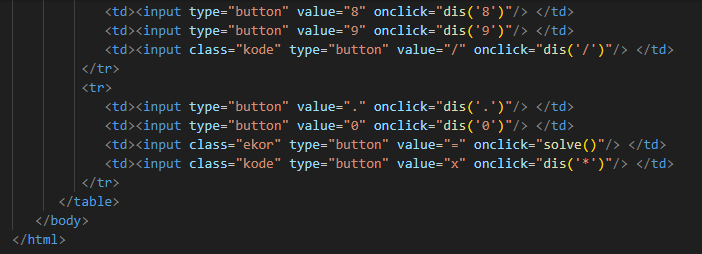 <td><input type="button" value="8" onclick="dis('8')"/> </td>
<td><input type="button" value="9" onclick="dis('9')"/> </td>
<td><input class="kode" type="button" value="/" onclick="dis('/')"/> </td>
</tr>
<tr>
<td><input type="button" value="." onclick="dis('.')"/> </td>
<td><input type="button" value="0" onclick="dis('0')"/> </td>
<td><input class="ekor" type="button" value="=" onclick="solve()"/> </td>
<td><input class="kode" type="button" value="x" onclick="dis('*')"/> </td>
</tr>
</table>
</body>
</html>